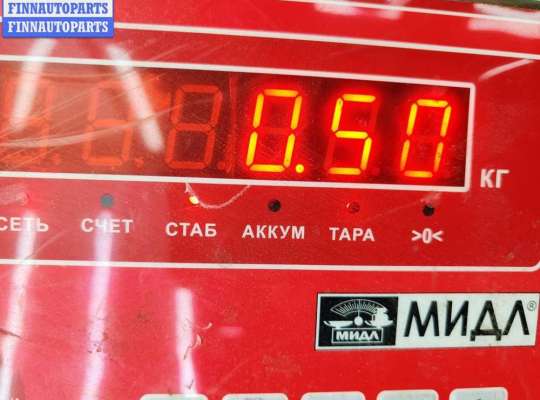 FINNAUTOPARTS
FINNAUTOPARTS
0.50
КГ
СЕТЬ СЧЕТ СТАБ АККУМ ТАРА >0<
МИДЛ МИДЛ®